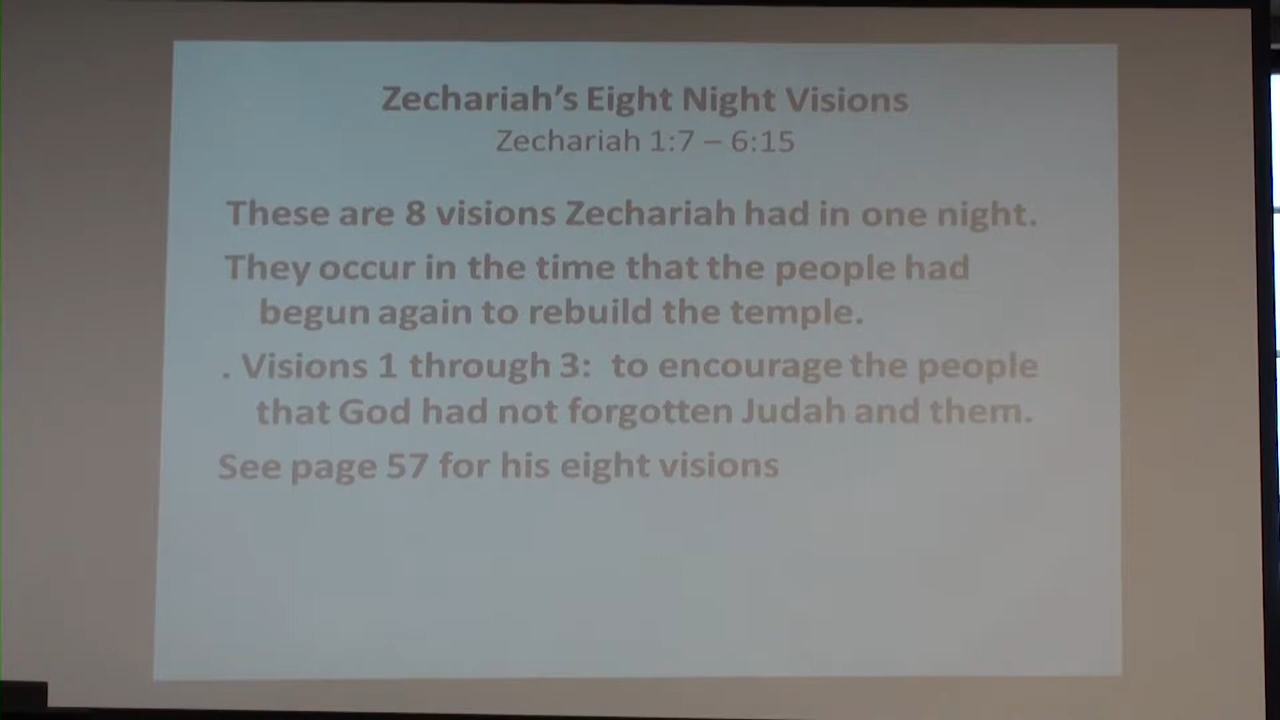 Zechariah's Eight Night Visions
Zechariah 1:7 – 6:15
These are 8 visions Zechariah had in one night.
They occur in the time that the people had
begun again to rebuild the temple.
. Visions 1 through 3: to encourage the people
that God had not forgotten Judah and them.
See page 57 for his eight visions